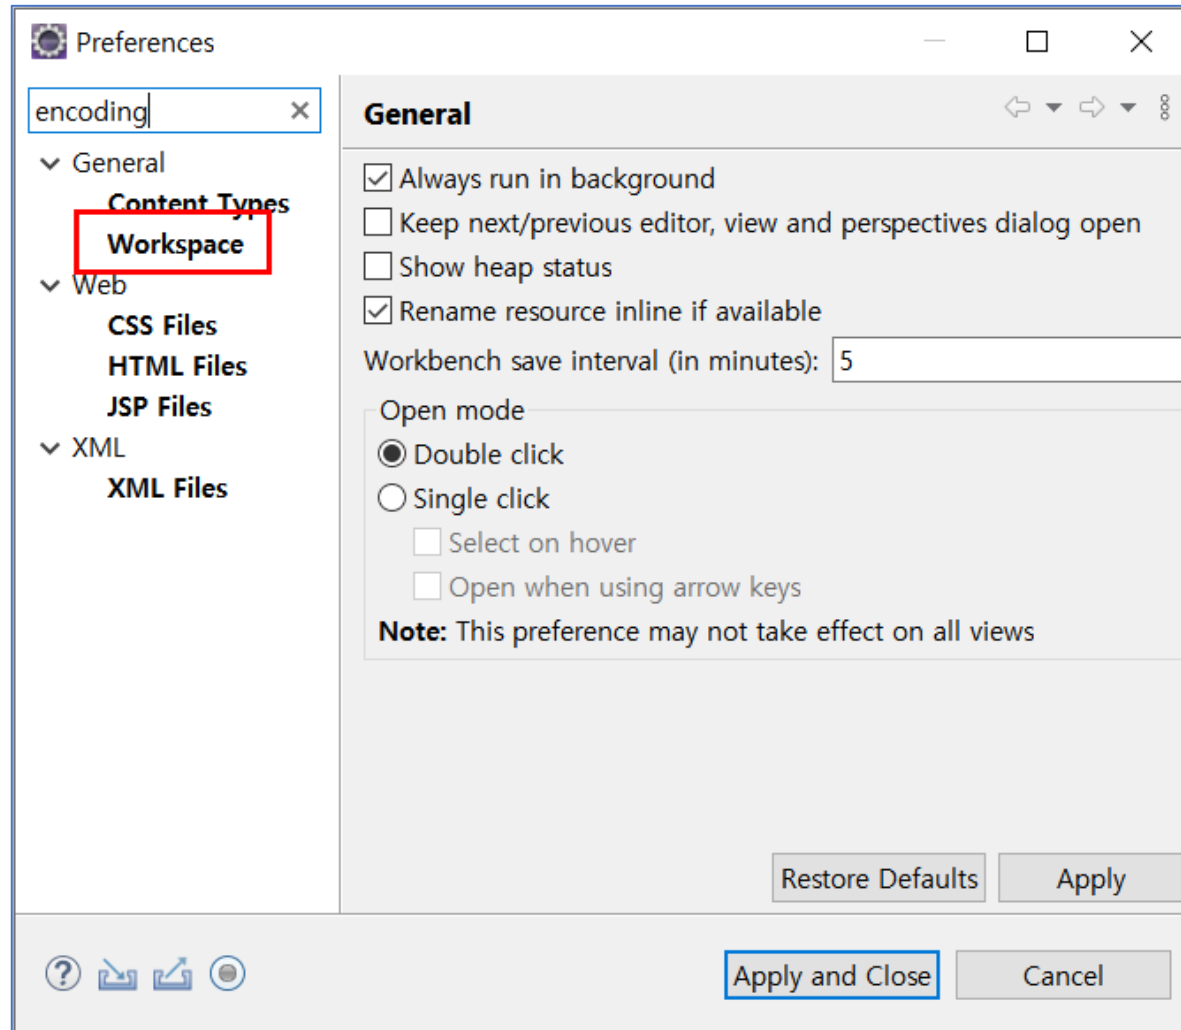 Preferences
encoding
General
Content Types
Workspace
Web
CSS Files
HTML Files
JSP Files
XML
XML Files
General
Always run in background
Keep next/previous editor, view and perspectives dialog open
Show heap status
Rename resource inline if available
Workbench save interval (in minutes): 5
Open mode
Double click
Single click
Select on hover
Open when using arrow keys
Note: This preference may not take effect on all views
Restore Defaults Apply
Apply and Close Cancel